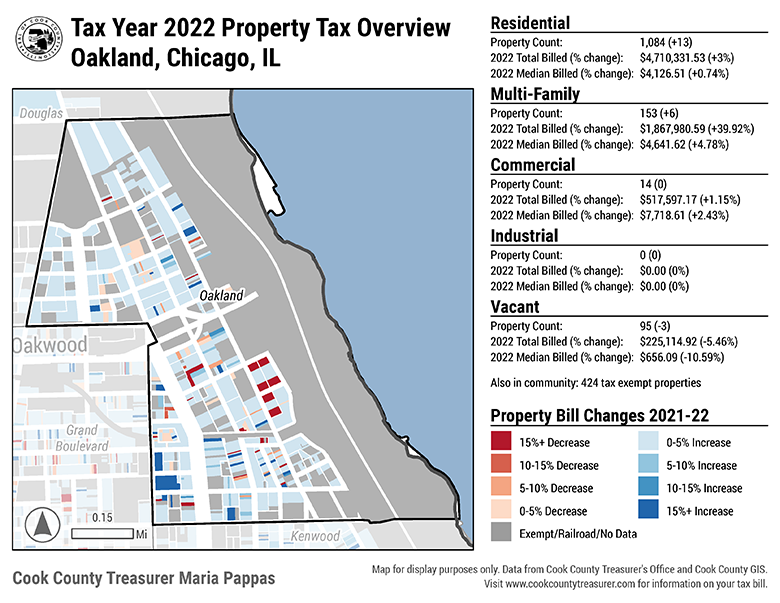 Tax Year 2022 Property Tax Overview
Oakland, Chicago, IL
Douglas
Oakland
Oakwood
Grand
Boulevard
Kenwood
0.15
Mi
Residential
Property Count: 1,084 (+13)
2022 Total Billed (% change): $4,710,331.53 (+3%)
2022 Median Billed (% change): $4,126.51 (+0.74%)
Multi-Family
Property Count: 153 (+6)
2022 Total Billed (% change): $1,867,980.59 (+39.92%)
2022 Median Billed (% change): $4,641.62 (+4.78%)
Commercial
Property Count: 14 (0)
2022 Total Billed (% change): $517,597.17 (+1.15%)
2022 Median Billed (% change): $7,718.61 (+2.43%)
Industrial
Property Count: 0 (0)
2022 Total Billed (% change): $0.00 (0%)
2022 Median Billed (% change): $0.00 (0%)
Vacant
Property Count: 95 (-3)
2022 Total Billed (% change): $225,114.92 (-5.46%)
2022 Median Billed (% change): $656.09 (-10.59%)
Also in community: 424 tax exempt properties
Property Bill Changes 2021-22
15%+ Decrease
10-15% Decrease
5-10% Decrease
0-5% Decrease
Exempt/Railroad/No Data
0-5% Increase
5-10% Increase
10-15% Increase
15%+ Increase
Cook County Treasurer Maria Pappas
Map for display purposes only. Data from Cook County Treasurer's Office and Cook County GIS.
Visit www.cookcountytreasurer.com for information on your tax bill.